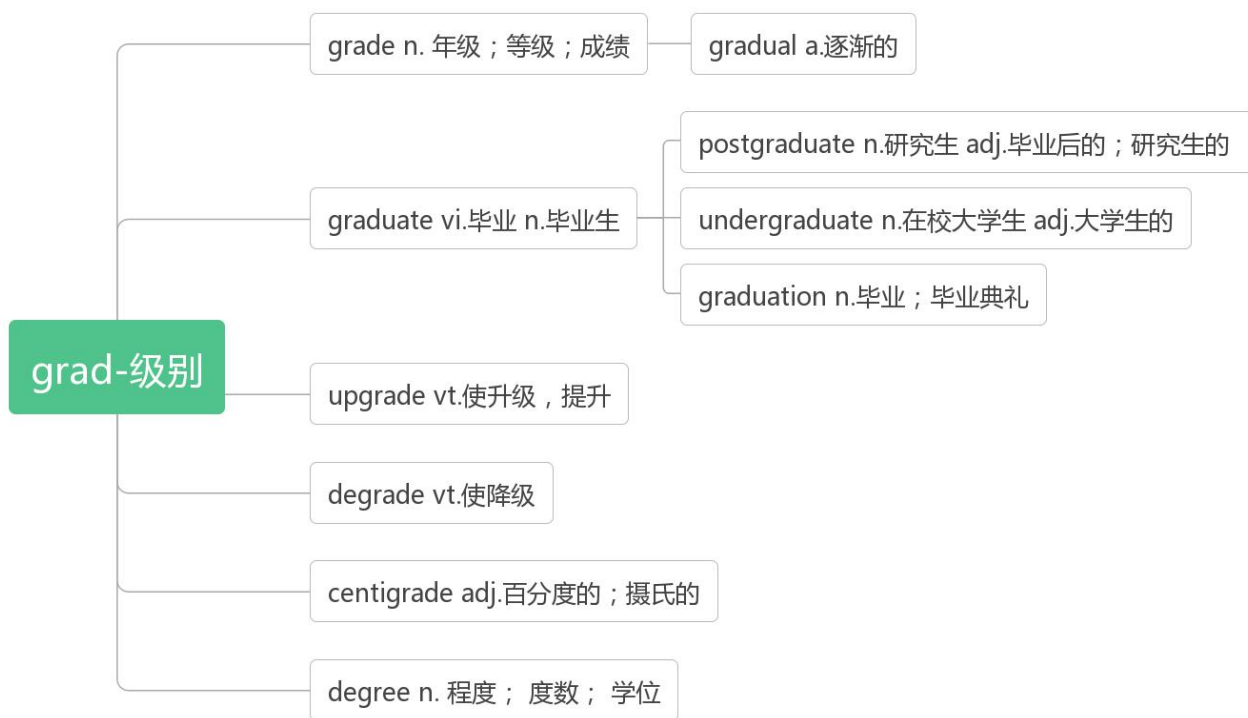 grad-级别
grade n. 年级；等级；成绩
gradual a.逐渐的
graduate vi.毕业 n.毕业生
postgraduate n.研究生 adj.毕业后的；研究生的
undergraduate n.在校大学生 adj.大学生的
graduation n.毕业；毕业典礼
upgrade vt.使升级，提升
degrade vt.使降级
centigrade adj.百分度的；摄氏的
degree n. 程度； 度数； 学位